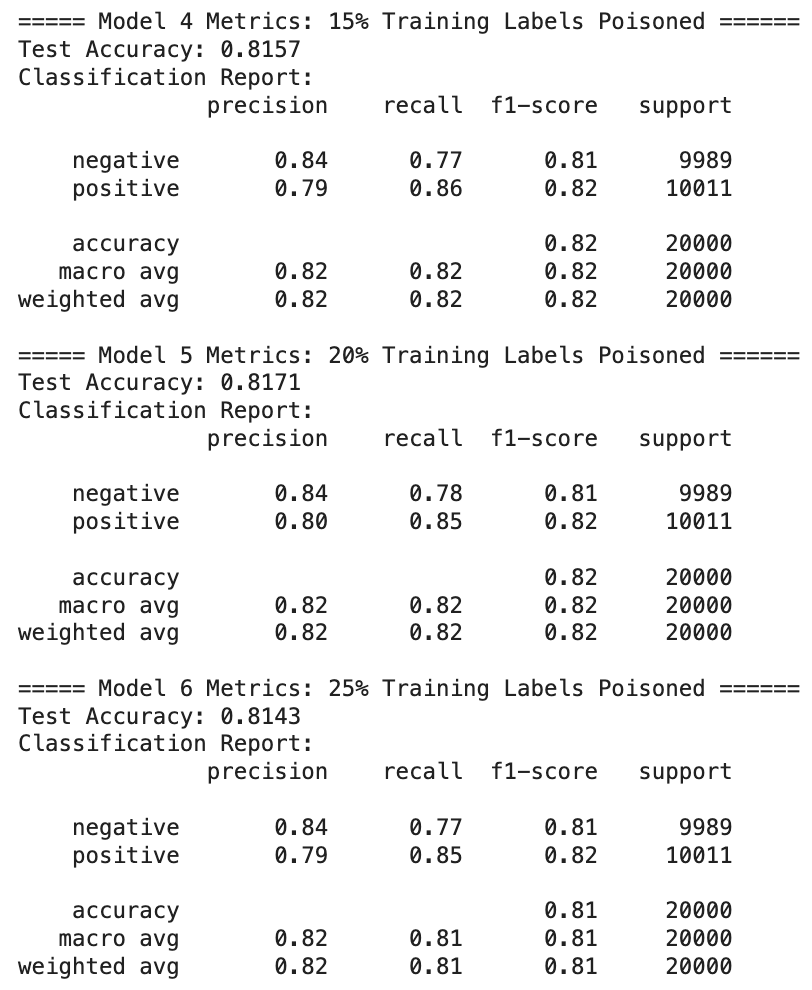 ===== Model 4 Metrics: 15% Training Labels Poisoned ======
Test Accuracy: 0.8157
Classification Report:
              precision    recall  f1-score   support

    negative       0.84      0.77      0.81      9989
    positive       0.79      0.86      0.82     10011

    accuracy                           0.82     20000
   macro avg       0.82      0.82      0.82     20000
weighted avg       0.82      0.82      0.82     20000

===== Model 5 Metrics: 20% Training Labels Poisoned ======
Test Accuracy: 0.8171
Classification Report:
              precision    recall  f1-score   support

    negative       0.84      0.78      0.81      9989
    positive       0.80      0.85      0.82     10011

    accuracy                           0.82     20000
   macro avg       0.82      0.82      0.82     20000
weighted avg       0.82      0.82      0.82     20000

===== Model 6 Metrics: 25% Training Labels Poisoned ======
Test Accuracy: 0.8143
Classification Report:
              precision    recall  f1-score   support

    negative       0.84      0.77      0.81      9989
    positive       0.79      0.85      0.82     10011

    accuracy                           0.81     20000
   macro avg       0.82      0.81      0.81     20000
weighted avg       0.82      0.81      0.81     20000